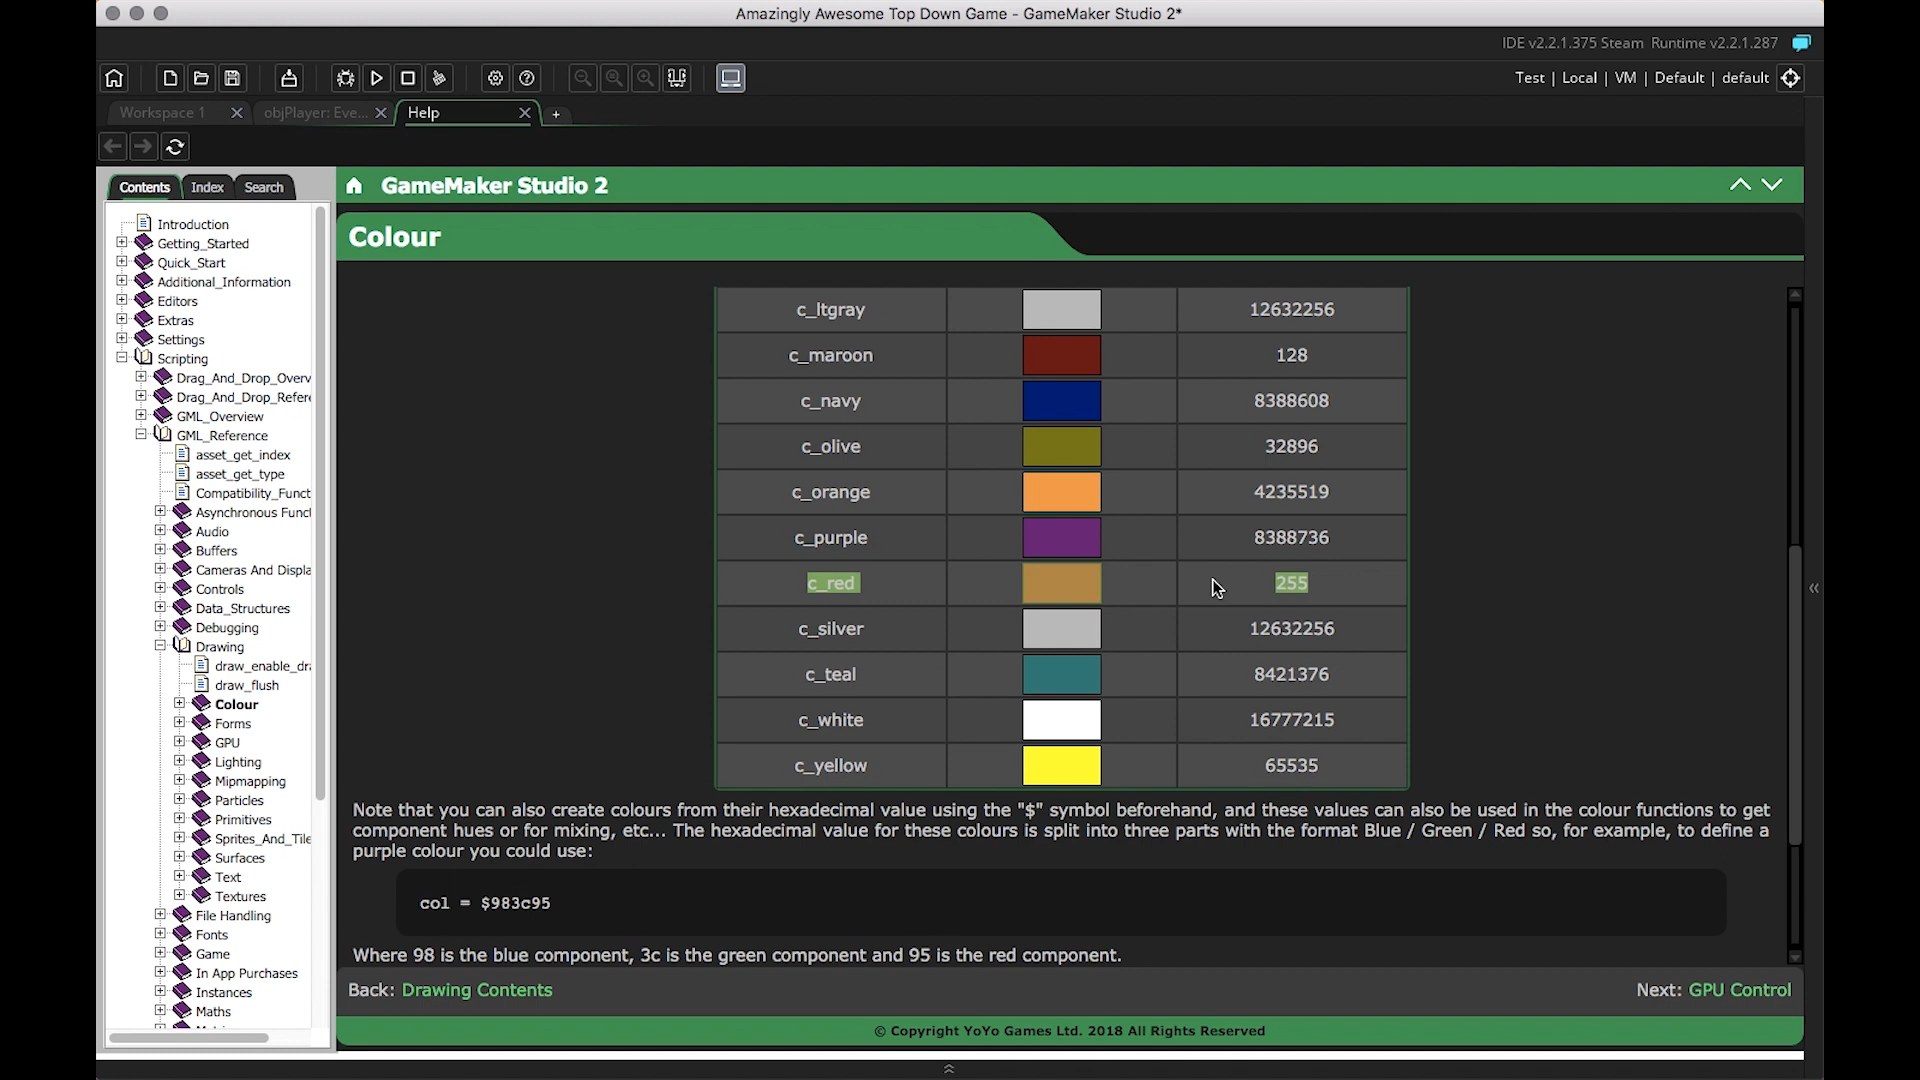 Amazingly Awesome Top Down Game - GameMaker Studio 2*
IDE v2.2.1.375 Steam Runtime v2.2.1.287
Test | Local | VM | Default | default
Workspace 1
objPlayer: Eve...
Help
Contents
Index
Search
GameMaker Studio 2
Colour
Introduction
Getting_Started
Quick_Start
Additional_Information
Editors
Extras
Settings
Scripting
Drag_And_Drop_Overv
Drag_And_Drop_Refer
GML_Overview
GML_Reference
asset_get_index
asset_get_type
Compatibility_Funct
Asynchronous Funct
Audio
Buffers
Cameras And Displa
Controls
Data_Structures
Debugging
Drawing
draw_enable_dra
draw_flush
Colour
Forms
GPU
Lighting
Mipmapping
Particles
Primitives
Sprites_And_Tile
Surfaces
Text
Textures
File Handling
Fonts
Game
In App Purchases
Instances
Maths
c_ltgray 12632256
c_maroon 128
c_navy 8388608
c_olive 32896
c_orange 4235519
c_purple 8388736
c_red 255
c_silver 12632256
c_teal 8421376
c_white 16777215
c_yellow 65535
Note that you can also create colours from their hexadecimal value using the "$" symbol beforehand, and these values can also be used in the colour functions to get
component hues or for mixing, etc... The hexadecimal value for these colours is split into three parts with the format Blue / Green / Red so, for example, to define a
purple colour you could use:
col = $983c95
Where 98 is the blue component, 3c is the green component and 95 is the red component.
Back: Drawing Contents
Next: GPU Control
© Copyright YoYo Games Ltd. 2018 All Rights Reserved